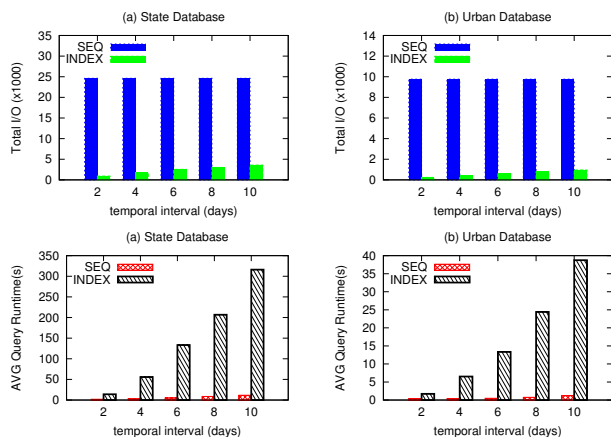 (a) State Database
Total I/O (x1000)
35
30
25
20
15
10
5
0
SEQ
INDEX
2 4 6 8 10
temporal interval (days)
(b) Urban Database
Total I/O (x1000)
14
12
10
8
6
4
2
0
SEQ
INDEX
2 4 6 8 10
temporal interval (days)
(a) State Database
AVG Query Runtime(s)
350
300
250
200
150
100
50
0
SEQ
INDEX
2 4 6 8 10
temporal interval (days)
(b) Urban Database
AVG Query Runtime(s)
40
35
30
25
20
15
10
5
0
SEQ
INDEX
2 4 6 8 10
temporal interval (days)